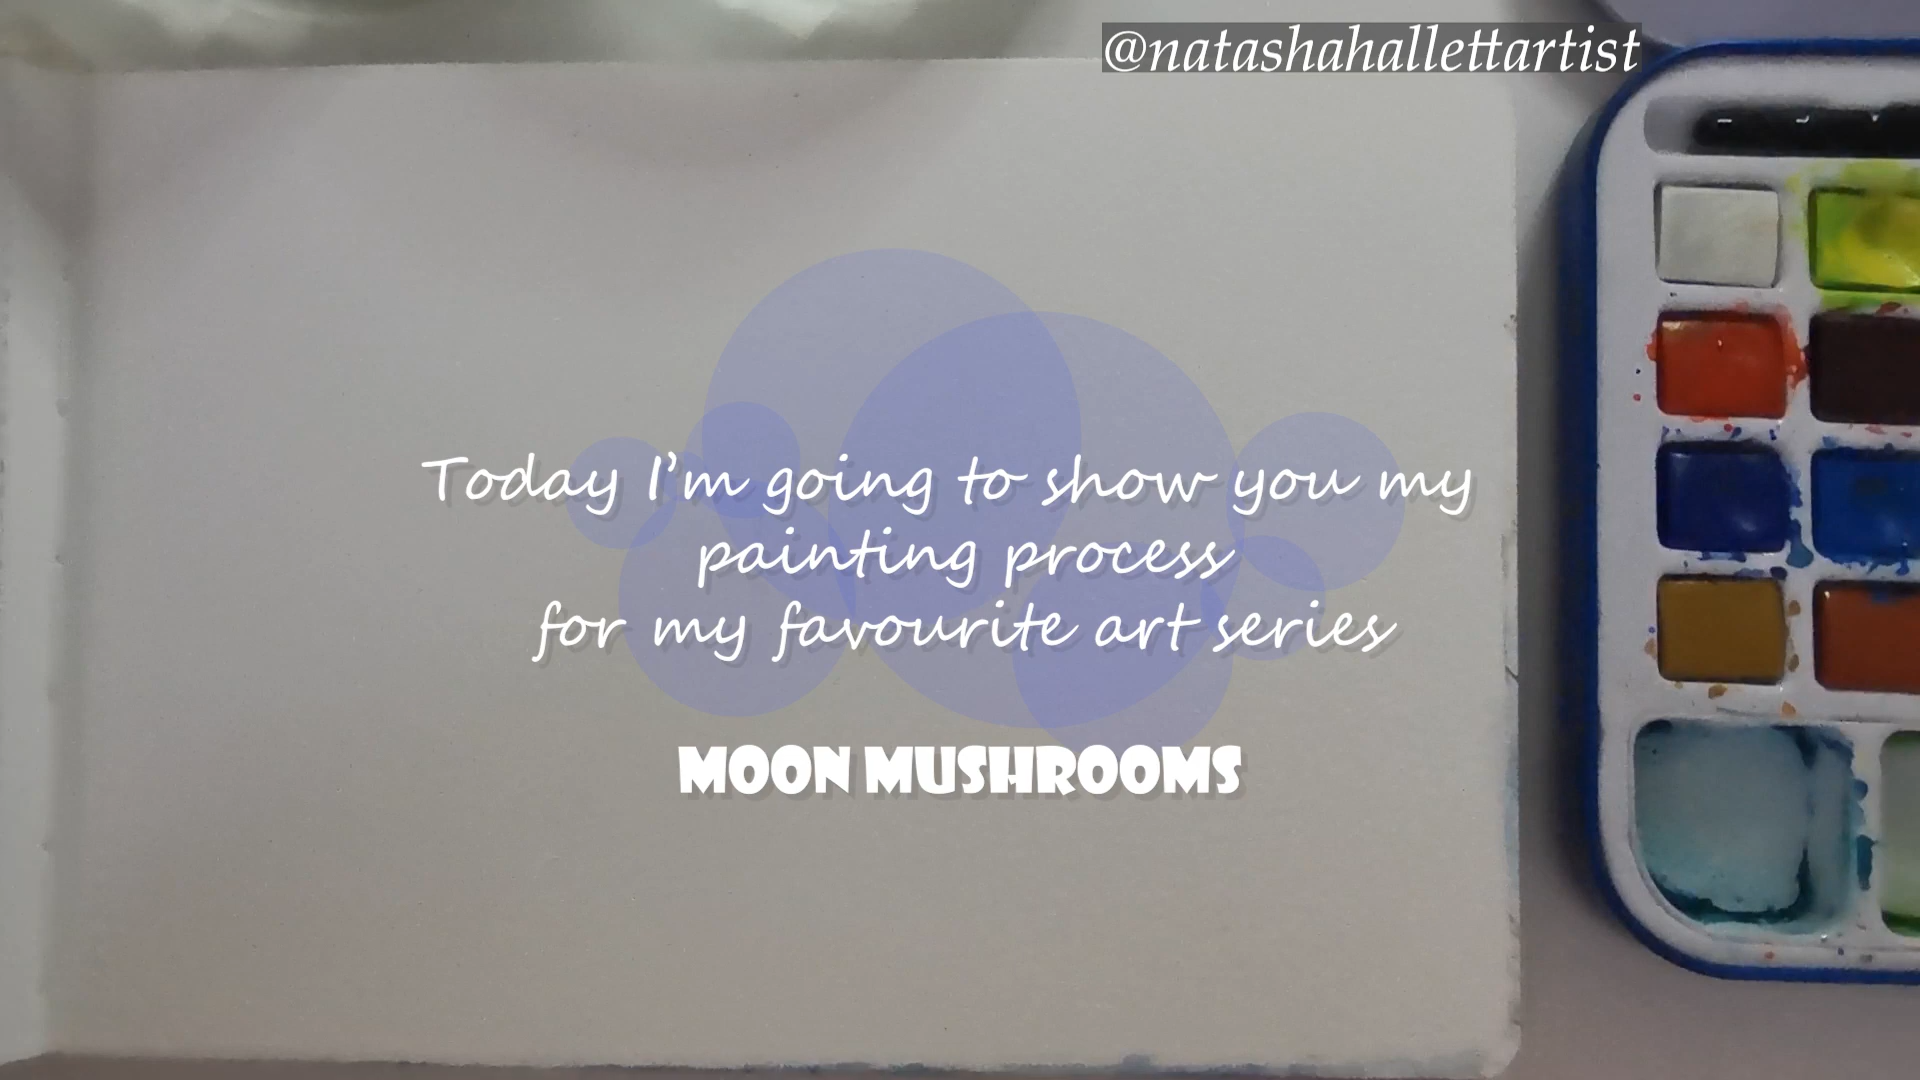 @natashahallettartist
Today I'm going to show you my
painting process
for my favourite art series
MOON MUSHROOMS